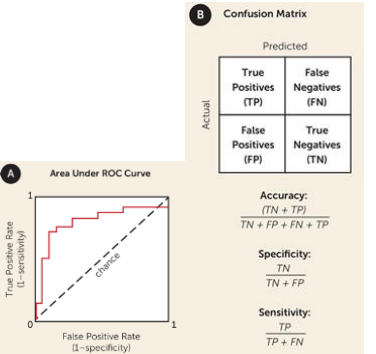 B Confusion Matrix
Predicted
Actual
True
Positives
(TP)
False
Negatives
(FN)
False
Positives
(FP)
True
Negatives
(TN)
Accuracy:
(TN + TP)
TN + FP + FN + TP
Specificity:
TN
TN + FP
Sensitivity:
TP
TP + FN
A Area Under ROC Curve
True Positive Rate
(1−sensitivity)
1
chance
0
1
False Positive Rate
(1−specificity)